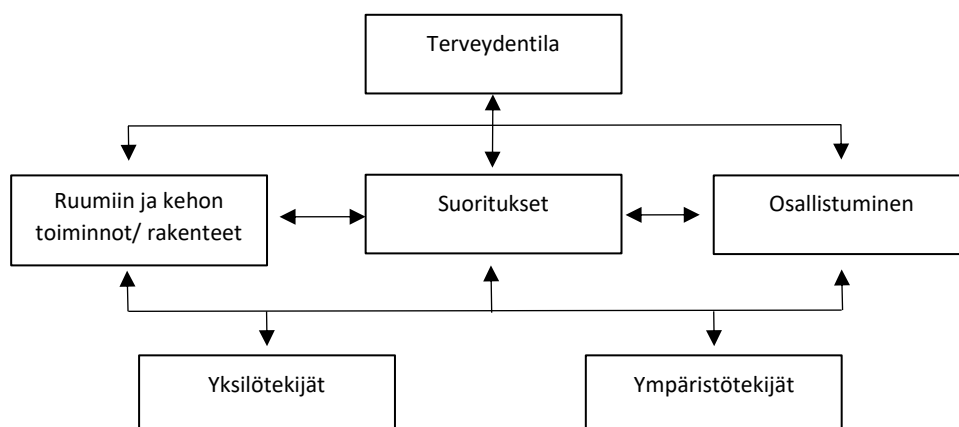 Terveydentila
Ruumiin ja kehon
toiminnot/ rakenteet
Suoritukset
Osallistuminen
Yksilötekijät
Ympäristötekijät